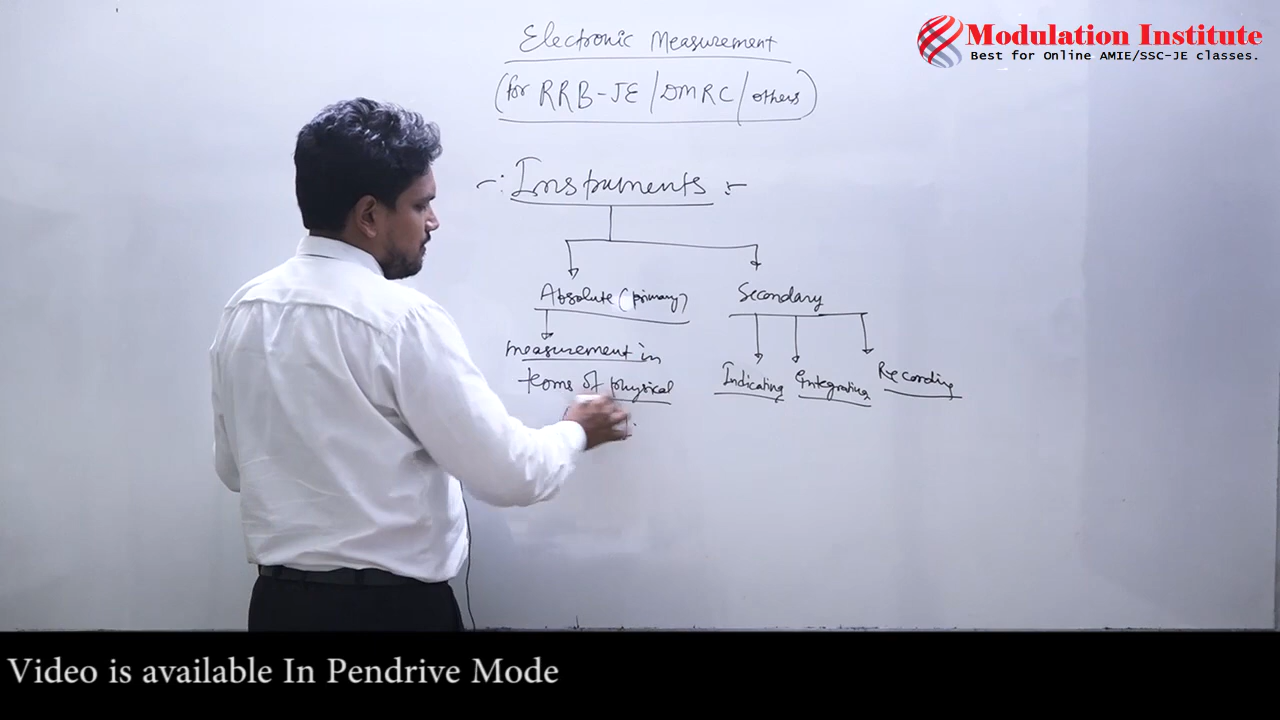 Electronic Measurement
Modulation Institute
Best for Online AMIE/SSC-JE classes.
(for RRB-JE/DMRC/others)
-: Instruments :-
Absolute (primary)
Secondary
measurement in
terms of physical
Indicating
Integrating
Recording
Video is available In Pendrive Mode